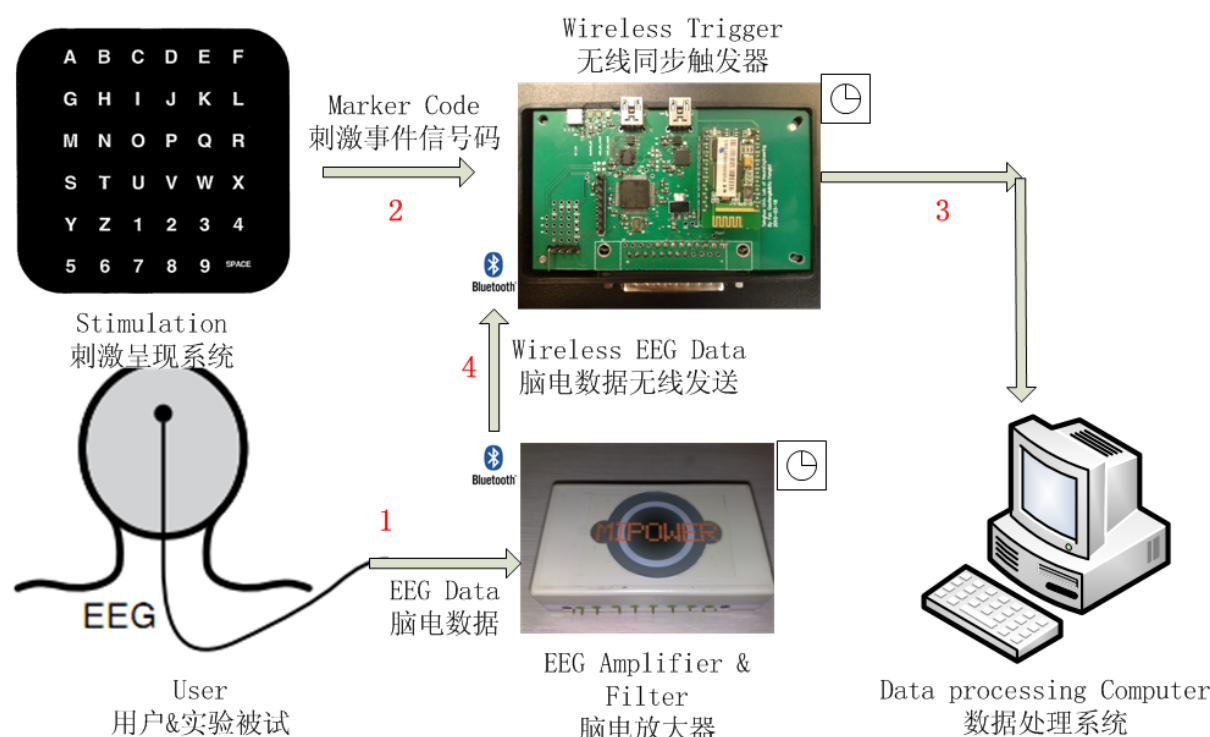 Wireless Trigger
无线同步触发器
A B C D E F
G H I J K L
M N O P Q R
S T U V W X
Y Z 1 2 3 4
5 6 7 8 9 SPACE
Marker Code
刺激事件信号码
2
3
Bluetooth
Stimulation
刺激呈现系统
4
Wireless EEG Data
脑电数据无线发送
Bluetooth
MIPOWER
1
EEG Data
脑电数据
EEG
User
用户&实验被试
EEG Amplifier &
Filter
脑电放大器
Data processing Computer
数据处理系统